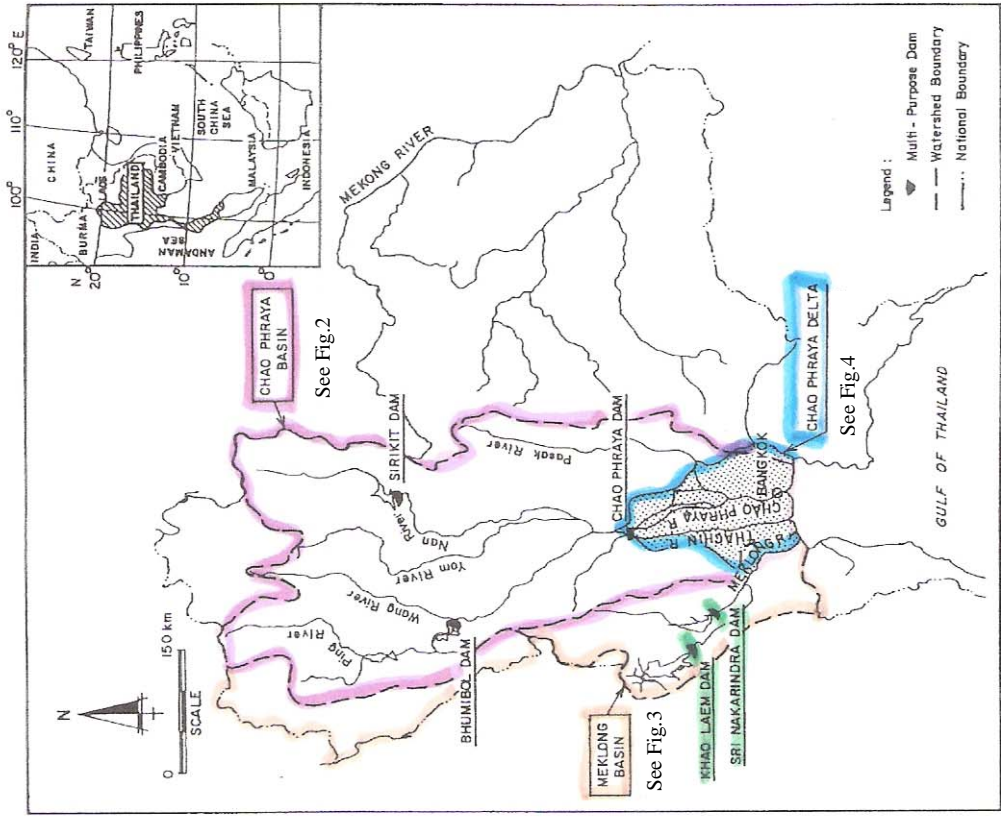 N
0 150 km
SCALE
CHAO PHRAYA
BASIN
See Fig.2
INDIA
CHINA
BURMA
LAOS
THAILAND
CAMBODIA
VIETNAM
TAIWAN
PHILIPPINES
SOUTH
CHINA
SEA
ANDAMAN
SEA
MALAYSIA
INDONESIA
100°
110°
120° E
N
20°
10°
0°
Ping
River
Wang River
Yom River
Nan
River
SIRIKIT DAM
Pasak River
BHUMIBOL DAM
CHAO PHRAYA DAM
MEKONG RIVER
MEKLONG
BASIN
See Fig.3
KHAO LAEM DAM
SRI NAKARINDRA DAM
MEKLONG R.
THACHIN R.
CHAO PHRAYA R.
BANGKOK
CHAO PHRAYA DELTA
See Fig.4
GULF OF THAILAND
Legend :
Multi - Purpose Dam
Watershed Boundary
National Boundary